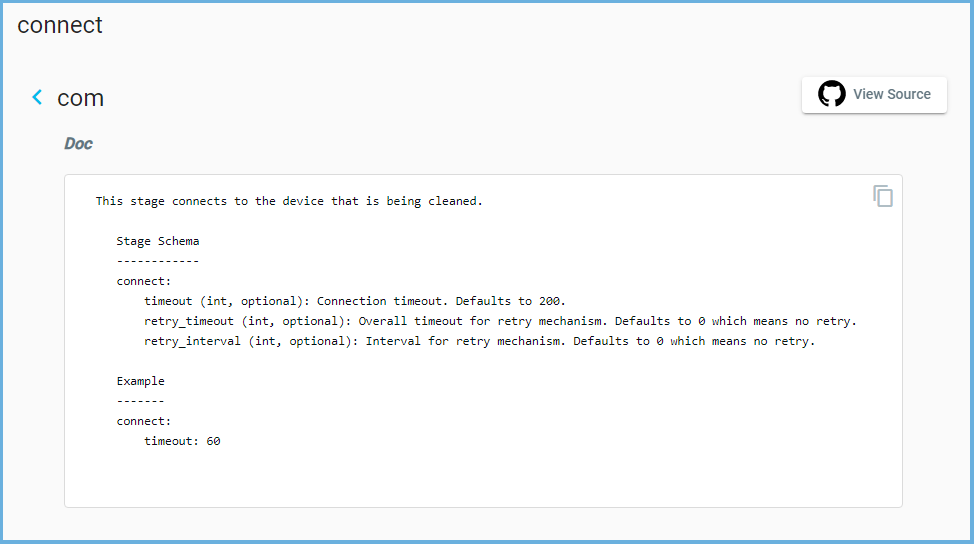 connect
com
View Source
Doc
This stage connects to the device that is being cleaned.
Stage Schema
------------
connect:
timeout (int, optional): Connection timeout. Defaults to 200.
retry_timeout (int, optional): Overall timeout for retry mechanism. Defaults to 0 which means no retry.
retry_interval (int, optional): Interval for retry mechanism. Defaults to 0 which means no retry.
Example
-------
connect:
timeout: 60